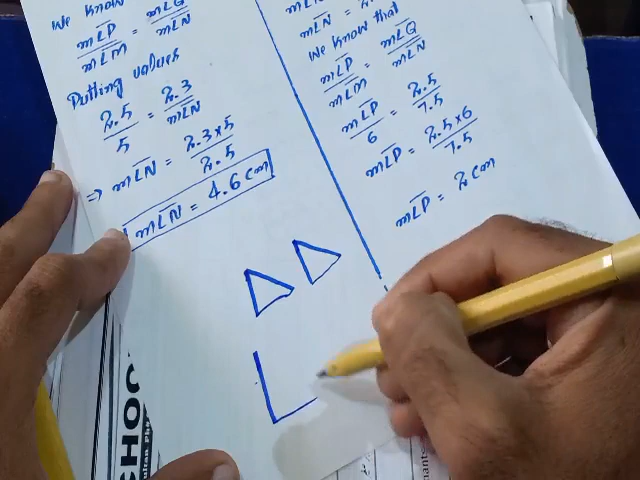 We Know
mLP/mLM = mLQ/mLN
Putting values
2.5/5 = 2.3/mLN
=> mLN = 2.3×5/2.5
mLN = 4.6 cm
mLN =
We know that
mLP/mLM = mLQ/mLN
mLP/6 = 2.5/7.5
mLP = 2.5×6/7.5
mLP = 2 cm